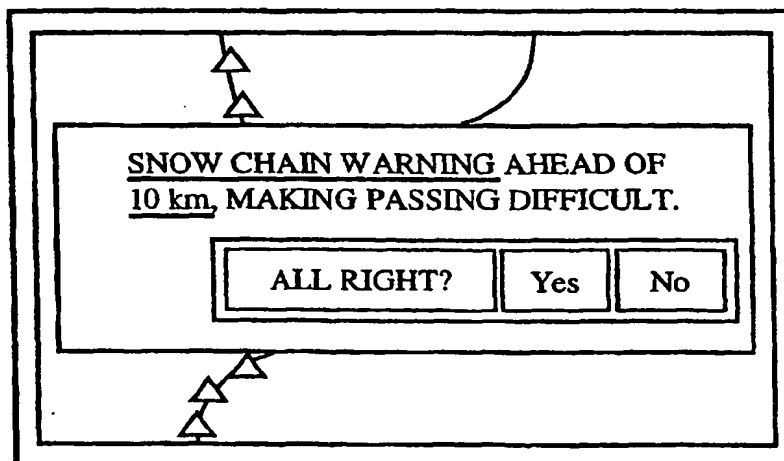 SNOW CHAIN WARNING AHEAD OF
10 km, MAKING PASSING DIFFICULT.
ALL RIGHT? Yes No